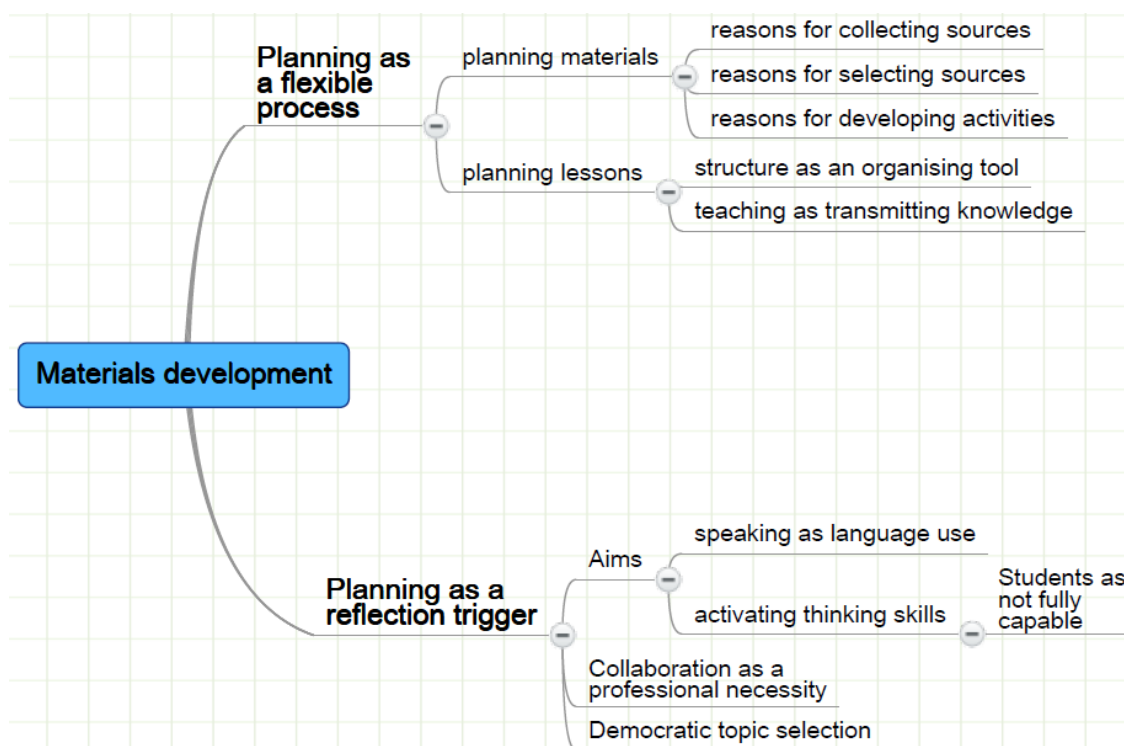 Planning as
a flexible
process
planning materials
reasons for collecting sources
reasons for selecting sources
reasons for developing activities
planning lessons
structure as an organising tool
teaching as transmitting knowledge
Materials development
Planning as a
reflection trigger
Aims
speaking as language use
activating thinking skills
Students as
not fully
capable
Collaboration as a
professional necessity
Democratic topic selection